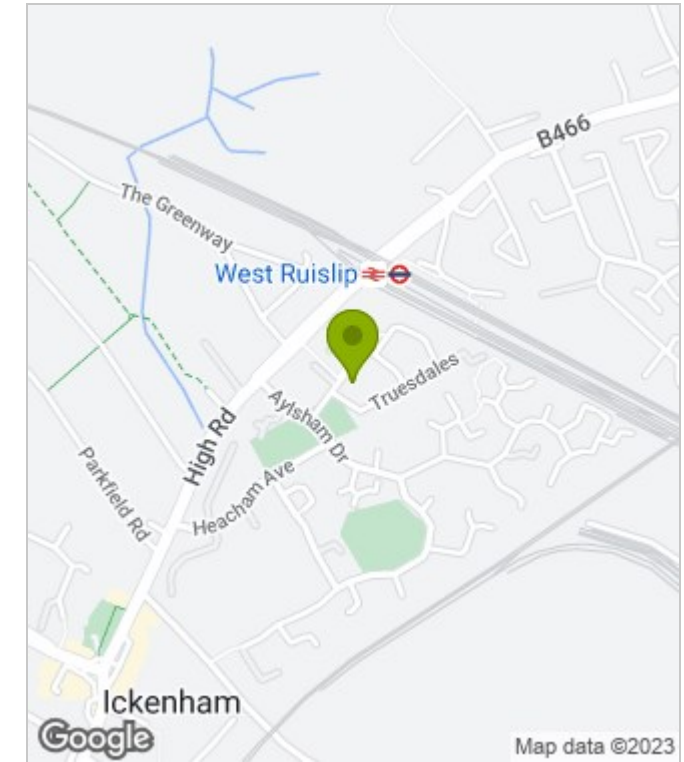 B466
The Greenway
West Ruislip
Truesdales
Aylsham Dr
High Rd
Heacham Ave
Parkfield Rd
Ickenham
Google
Map data ©2023